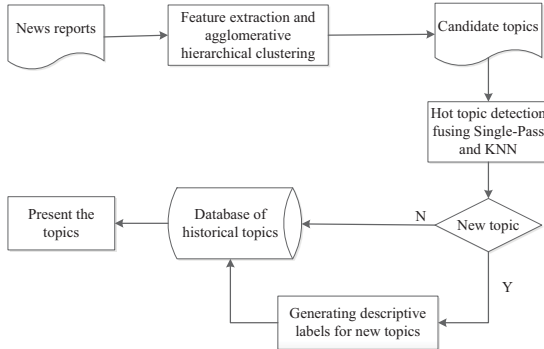 News reports
Feature extraction and
agglomerative
hierarchical clustering
Candidate topics
Hot topic detection
fusing Single-Pass
and KNN
New topic
N
Database of
historical topics
Present the
topics
Y
Generating descriptive
labels for new topics